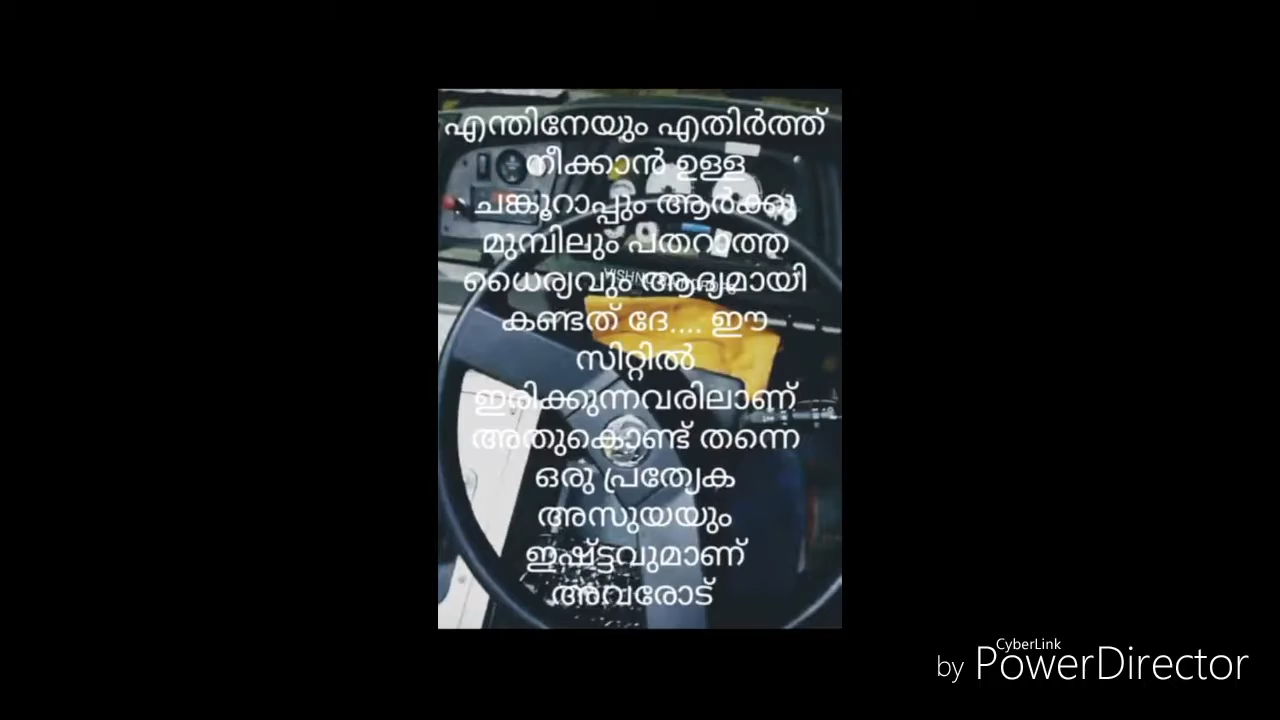 എന്തിനേയും എതിർത്ത്
നീക്കാൻ ഉള്ള
ചങ്കൂറാപ്പും ആർക്കു
മുമ്പിലും പതറാത്ത
ധൈര്യവും ആദ്യമായി
കണ്ടത് ദേ.... ഈ
സിറ്റിൽ
ഇരിക്കുന്നവരിലാണ്
അതുകൊണ്ട് തന്നെ
ഒരു പ്രത്യേക
അസുയയും
ഇഷ്ട്ടവുമാണ്
അവരോട്
CyberLink
by PowerDirector